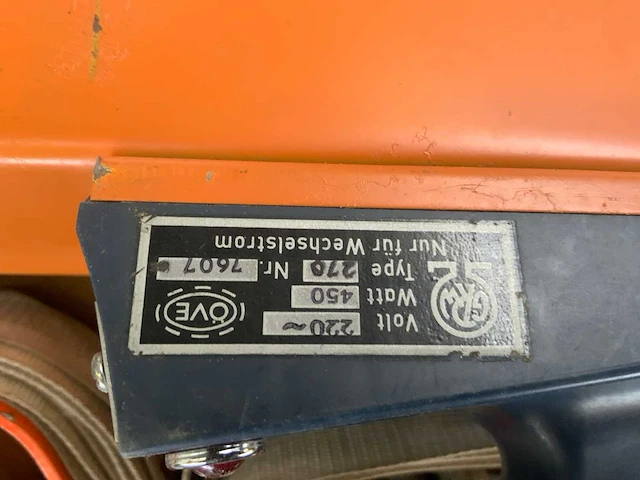 Volt 220~ ÖVE
Watt 450
Type 270 Nr. 7607
Nur für Wechselstrom